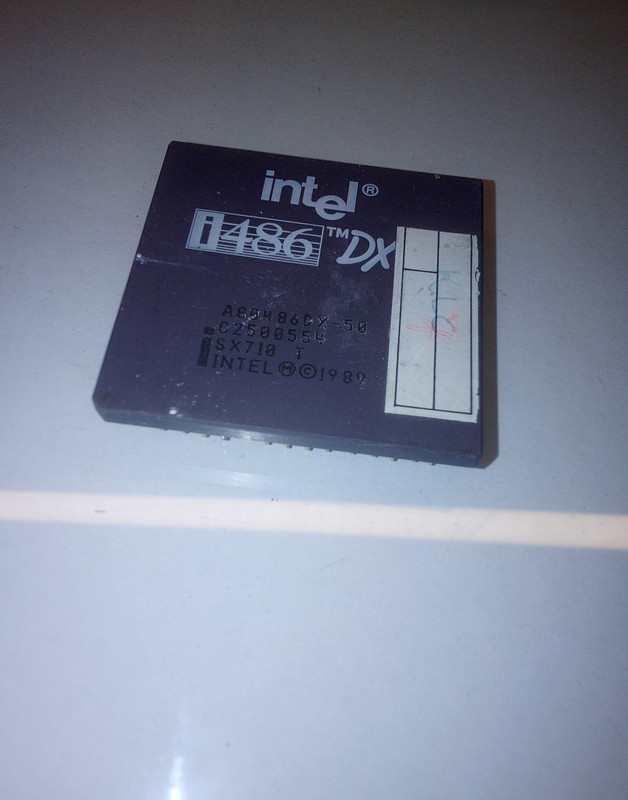 intel®
i486™DX
A80486DX-50
C2500554
SX710 T
INTEL Ⓜ©1989